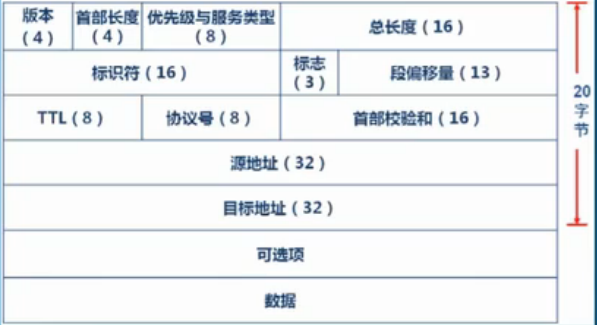 版本
(4)
首部长度
(4)
优先级与服务类型
(8)
总长度(16)
标识符(16)
标志
(3)
段偏移量(13)
TTL(8)
协议号(8)
首部校验和(16)
源地址(32)
目标地址(32)
可选项
数据
20
字
节